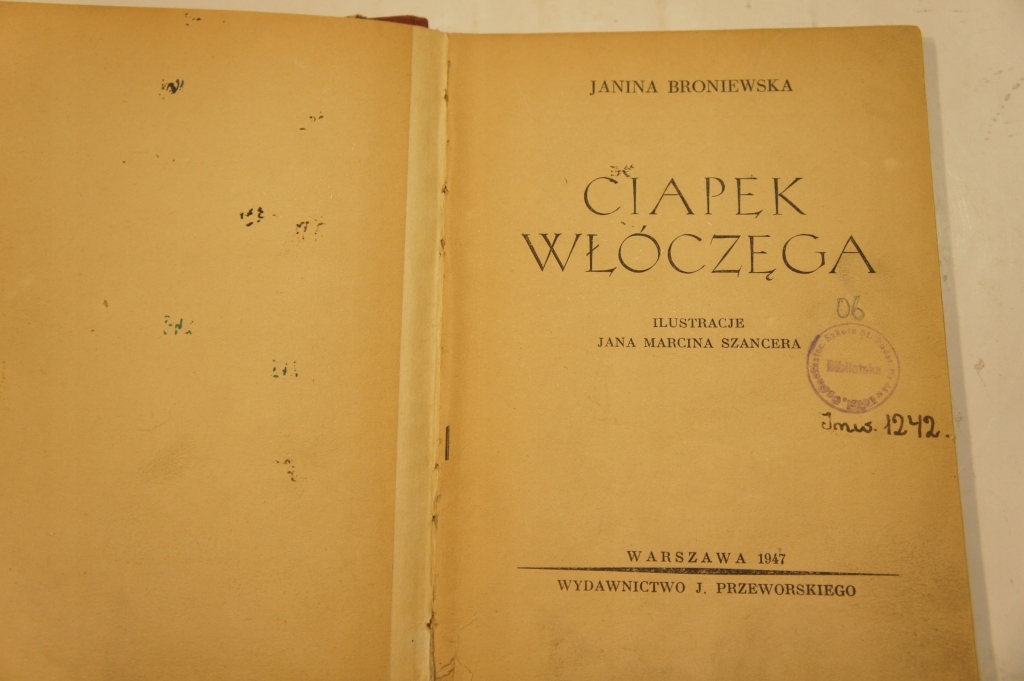 JANINA BRONIEWSKA
CIAPEK
WŁÓCZĘGA
ILUSTRACJE
JANA MARCINA SZANCERA
06
Biblioteka
Inw. 1242.
WARSZAWA 1947
WYDAWNICTWO J. PRZEWORSKIEGO